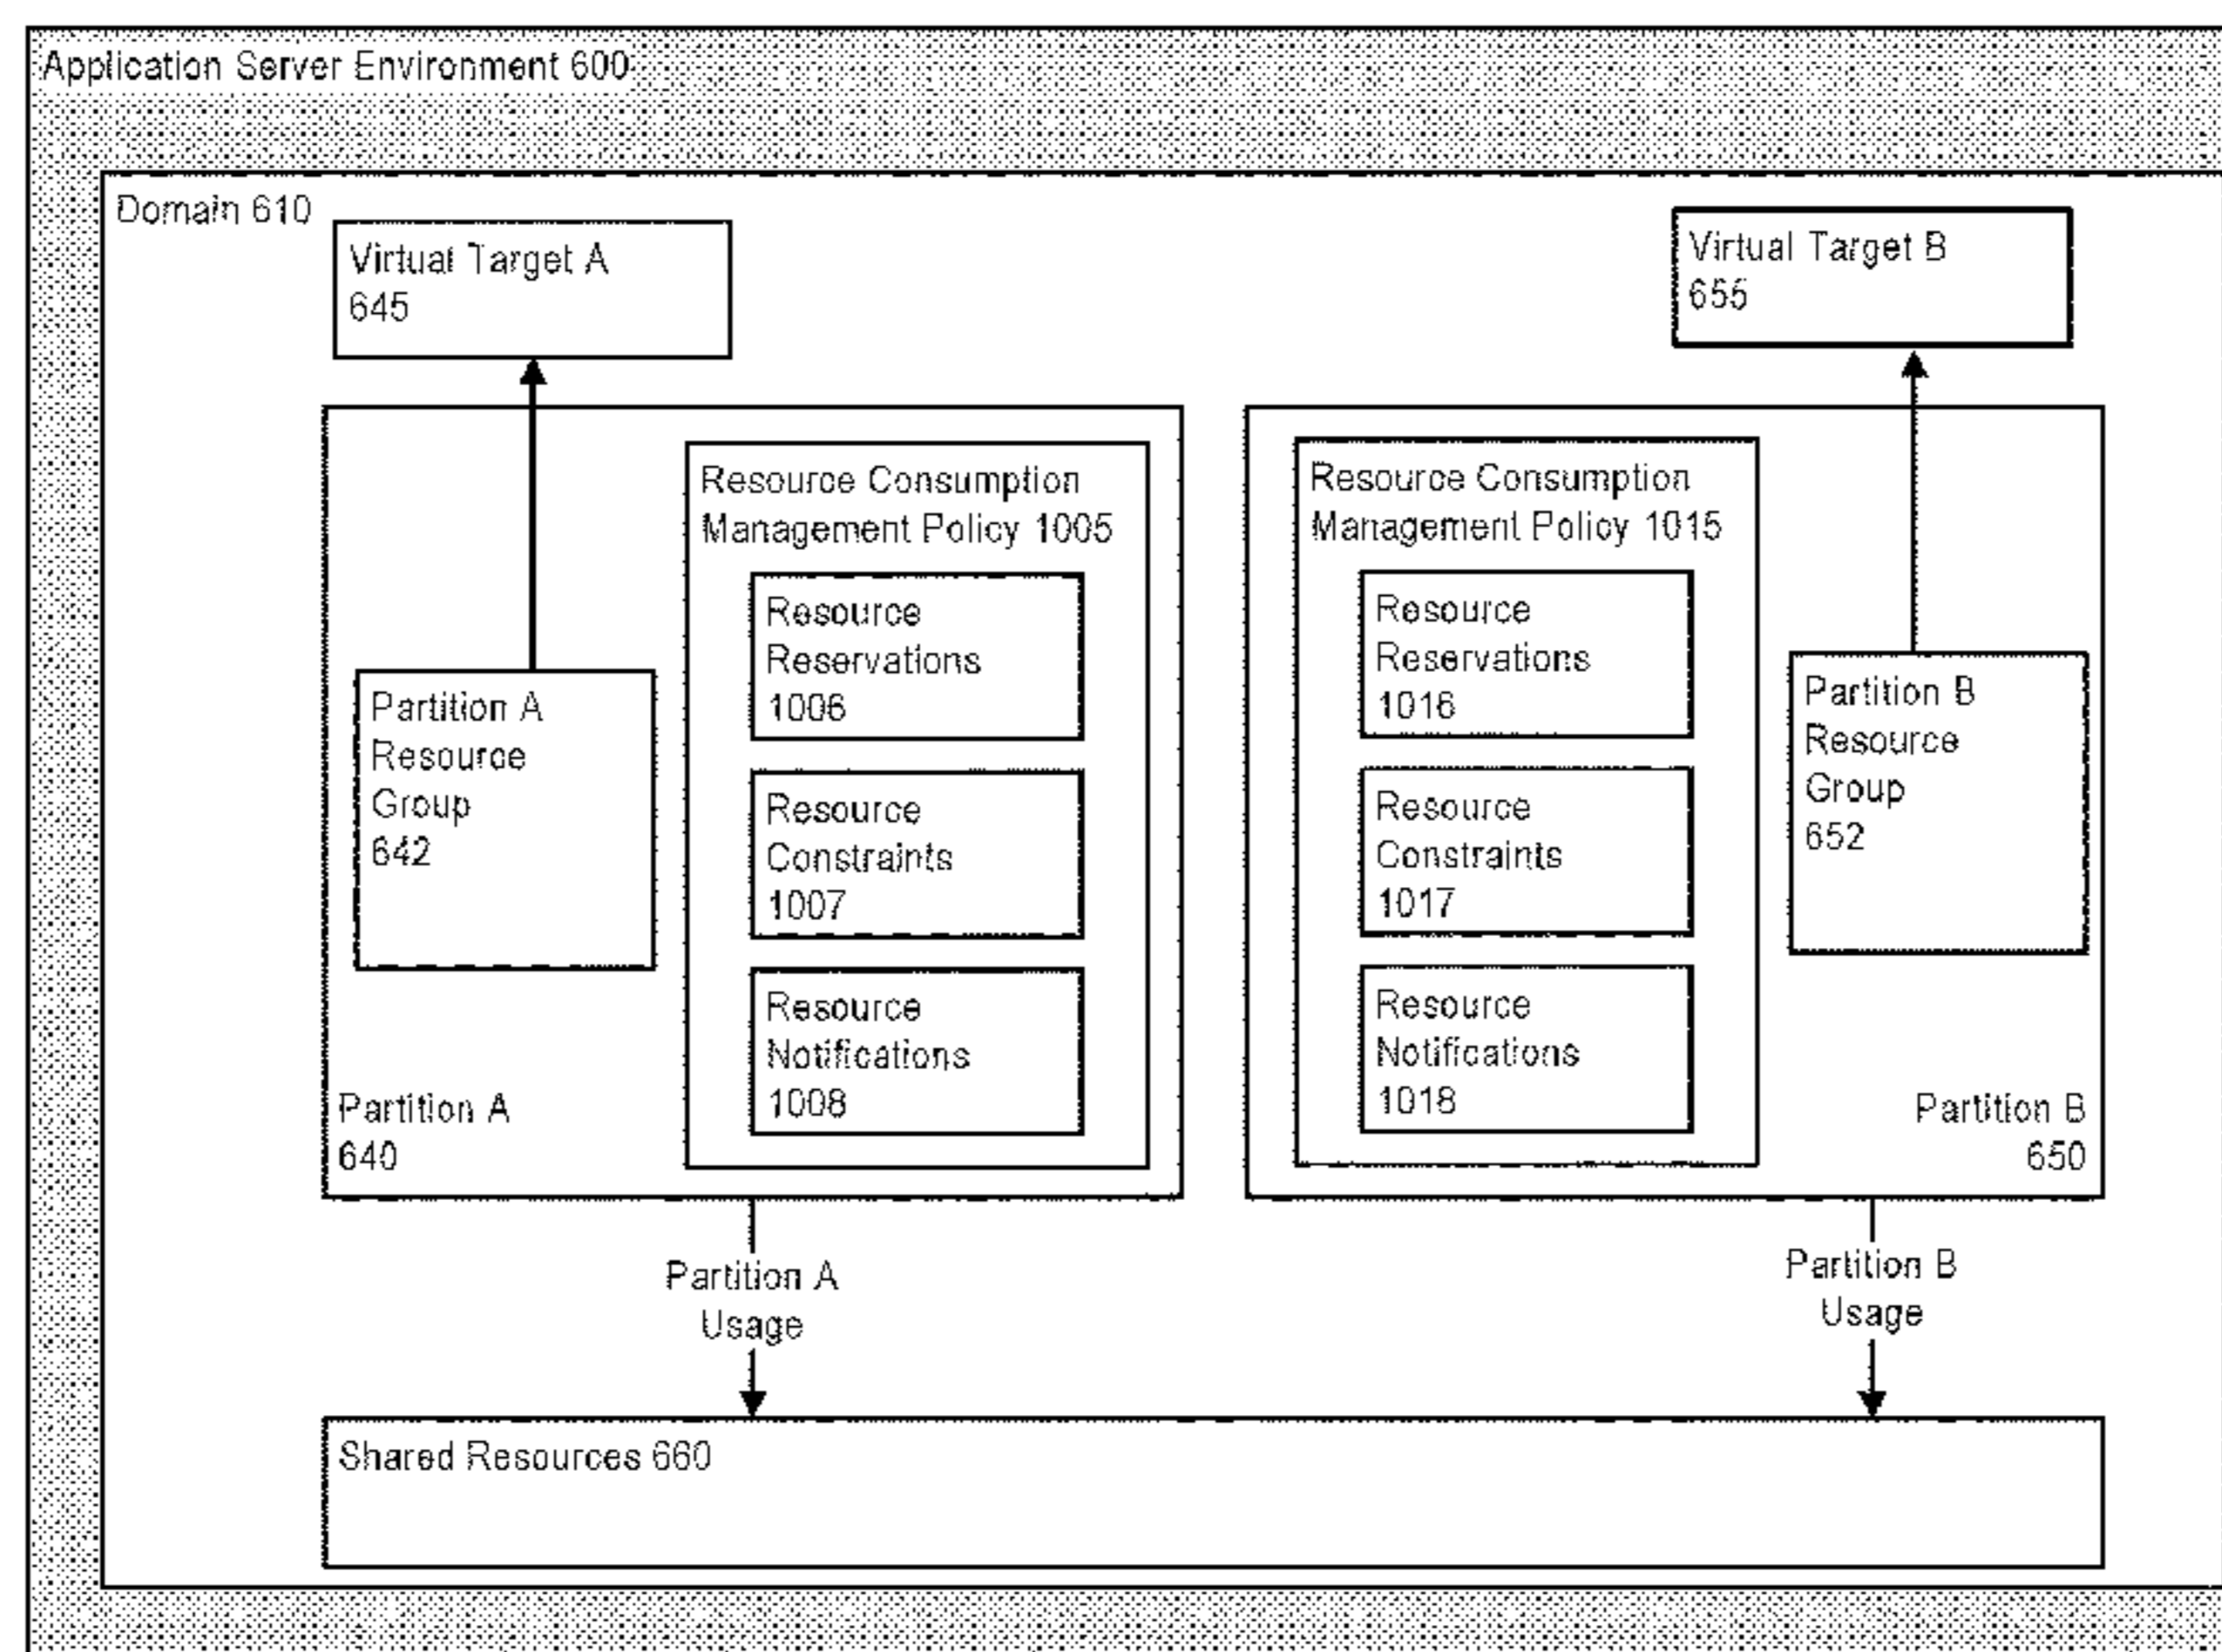 Application Server Environment 600
Domain 610
Virtual Target A
645
Virtual Target B
655
Resource Consumption
Management Policy 1005
Resource
Reservations
1006
Resource
Constraints
1007
Resource
Notifications
1008
Partition A
Resource
Group
642
Partition A
640
Resource Consumption
Management Policy 1015
Resource
Reservations
1016
Resource
Constraints
1017
Resource
Notifications
1018
Partition B
Resource
Group
652
Partition B
650
Partition A
Usage
Partition B
Usage
Shared Resources 660